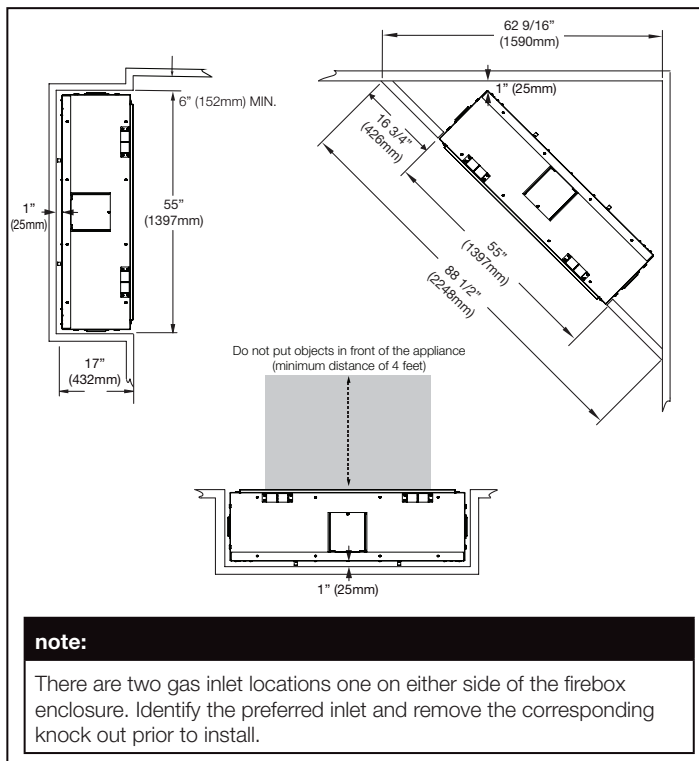 62 9/16”
(1590mm)
6” (152mm) MIN.
1” (25mm)
16 3/4”
(426mm)
1”
(25mm)
55”
(1397mm)
55”
(1397mm)
88 1/2”
(2248mm)
17”
(432mm)
Do not put objects in front of the appliance
(minimum distance of 4 feet)
1” (25mm)
note:
There are two gas inlet locations one on either side of the firebox
enclosure. Identify the preferred inlet and remove the corresponding
knock out prior to install.